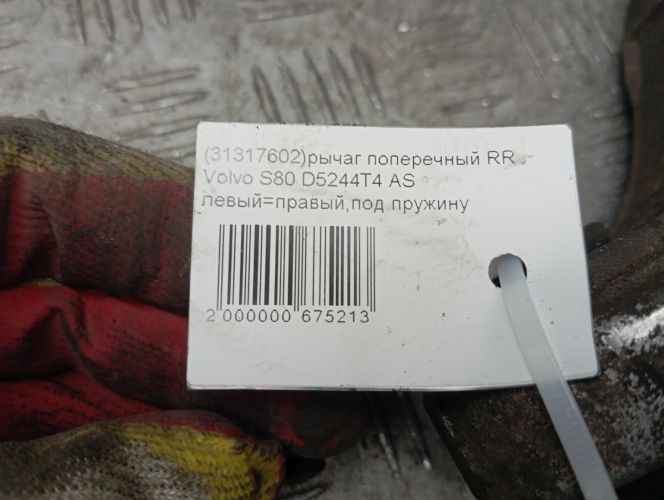 (31317602)рычаг поперечный RR
Volvo S80 D5244T4 AS
левый=правый,под пружину
2 000000 675213